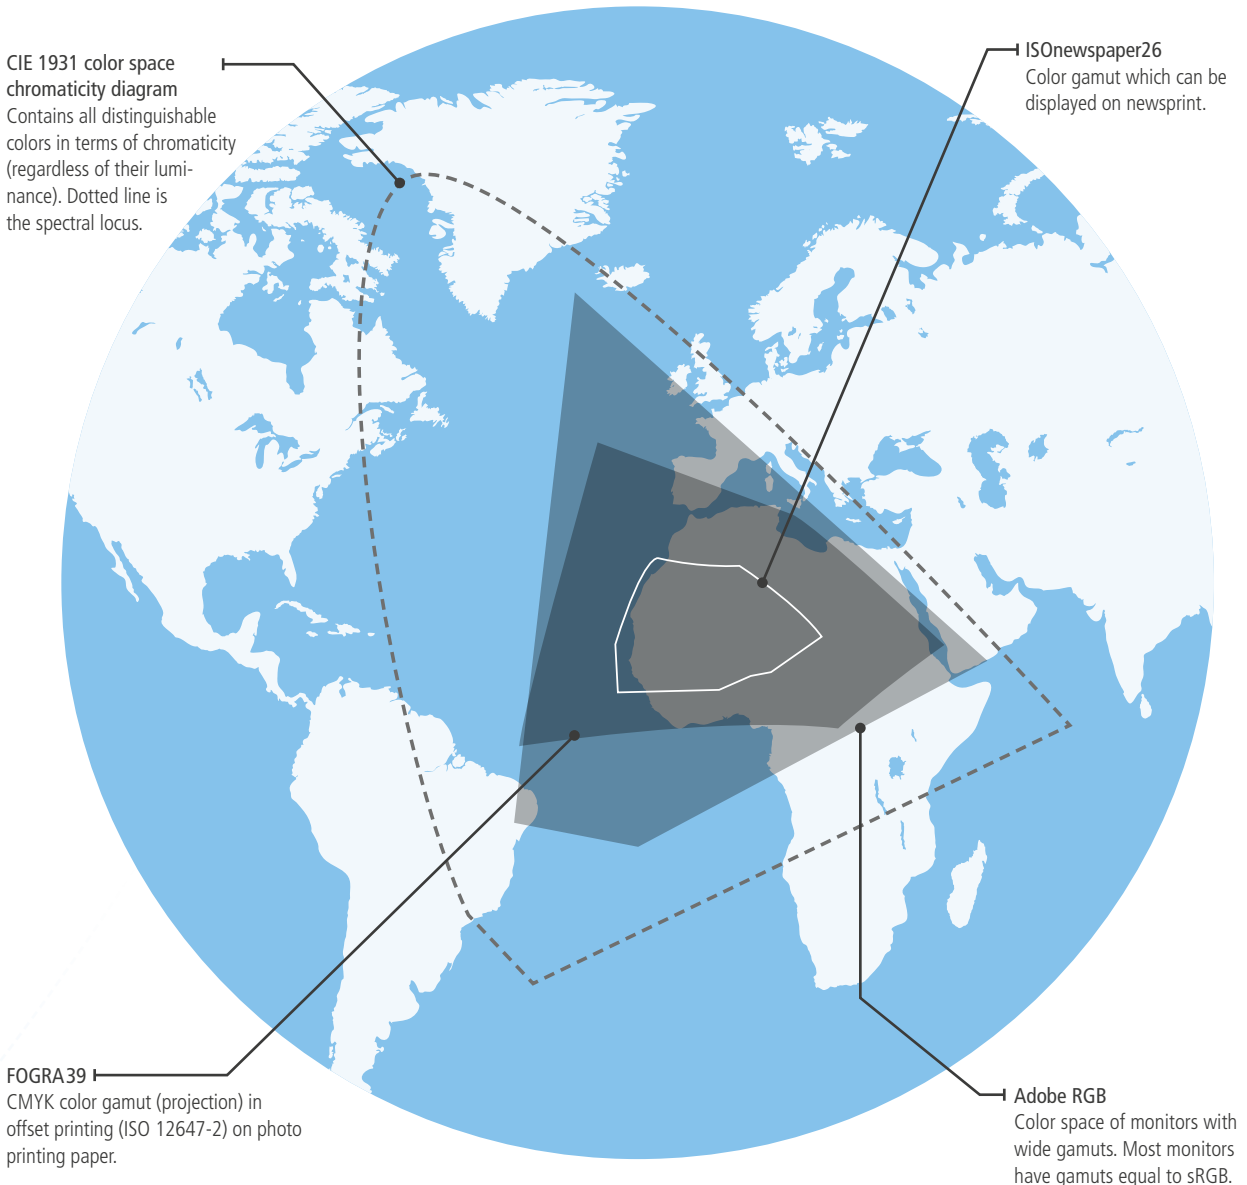 CIE 1931 color space
chromaticity diagram
Contains all distinguishable
colors in terms of chromaticity
(regardless of their lumi-
nance). Dotted line is
the spectral locus.
ISOnewspaper26
Color gamut which can be
displayed on newsprint.
FOGRA39
CMYK color gamut (projection) in
offset printing (ISO 12647-2) on photo
printing paper.
Adobe RGB
Color space of monitors with
wide gamuts. Most monitors
have gamuts equal to sRGB.